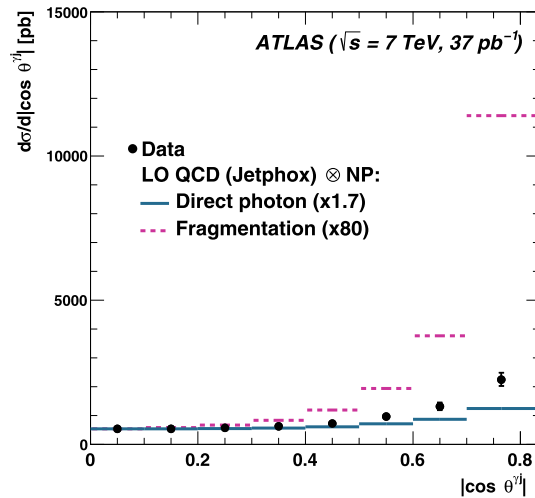 15000
10000
5000
0
dσ/d|cos θ^γj| [pb]
ATLAS (√s = 7 TeV, 37 pb⁻¹)
Data
LO QCD (Jetphox) ⊗ NP:
Direct photon (x1.7)
Fragmentation (x80)
0 0.2 0.4 0.6 0.8
|cos θ^γj|